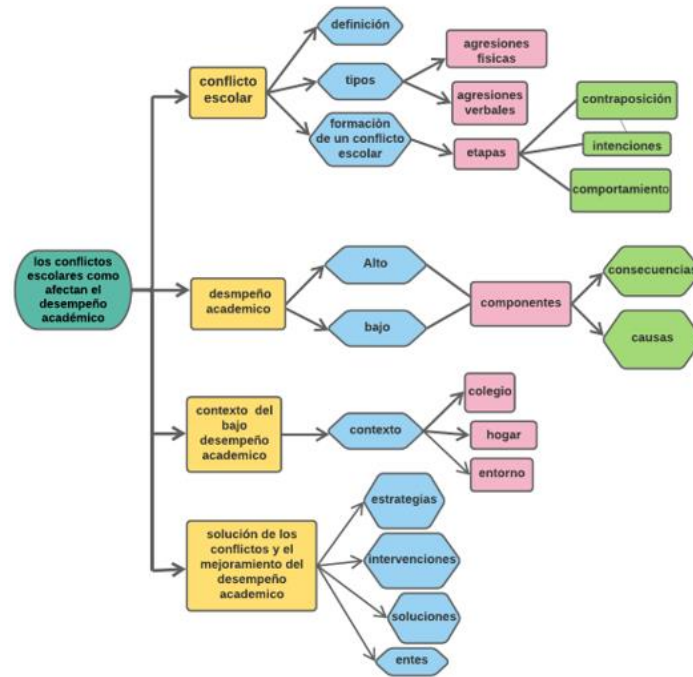 los conflictos
escolares como
afectan el
desempeño
académico
conflicto
escolar
definición
tipos
agresiones
fisicas
agresiones
verbales
formación
de un conflicto
escolar
etapas
contraposición
intenciones
comportamiento
desmpeño
academico
Alto
bajo
componentes
consecuencias
causas
contexto del
bajo
desempeño
academico
contexto
colegio
hogar
entorno
solución de los
conflictos y el
mejoramiento del
desempeño
academico
estrategias
intervenciones
soluciones
entes